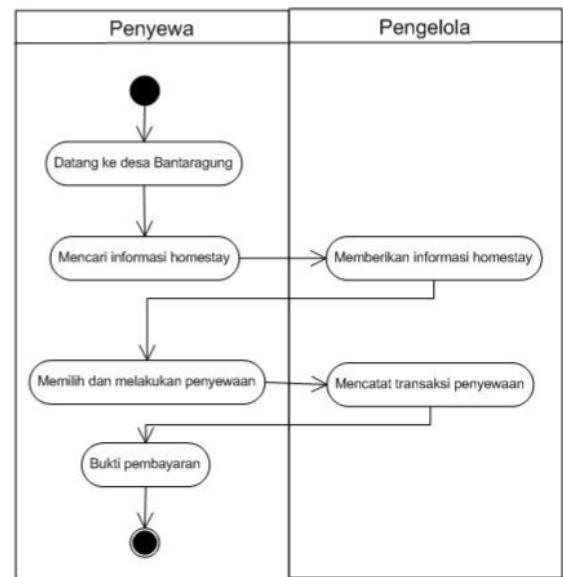 Penyewa
Pengelola
Datang ke desa Bantaragung
Mencari informasi homestay
Memberikan informasi homestay
Memilih dan melakukan penyewaan
Mencatat transaksi penyewaan
Bukti pembayaran